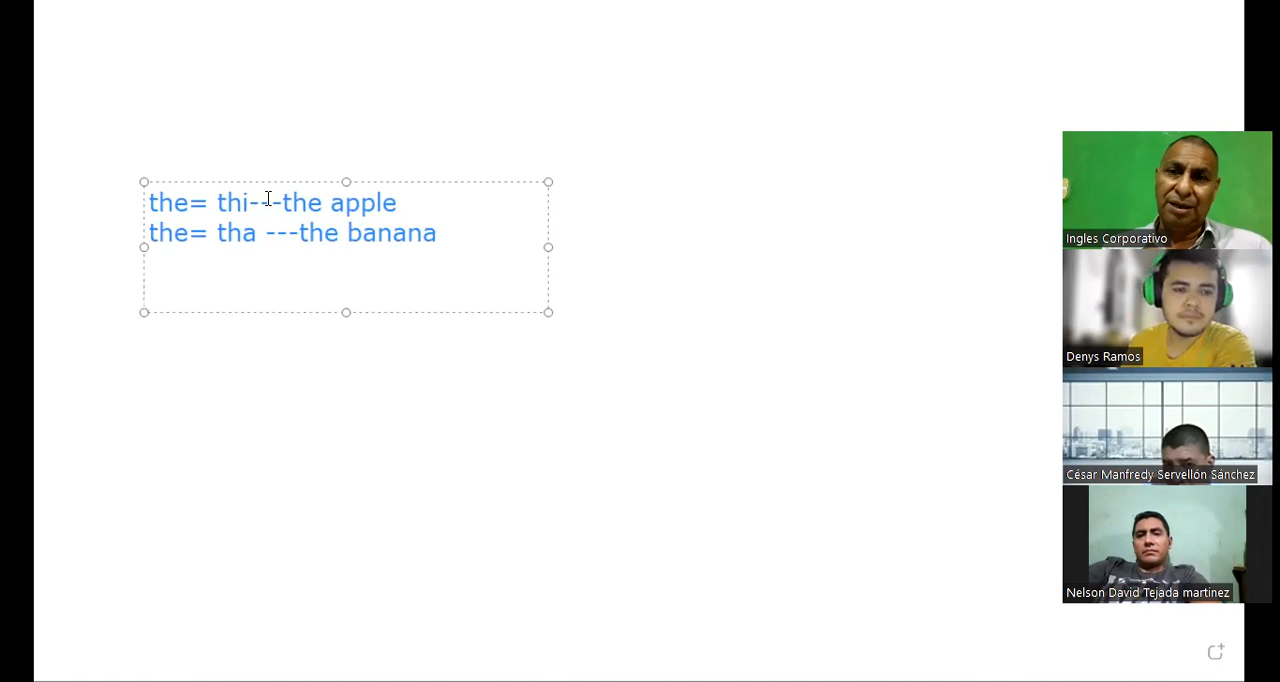 the= thi---the apple
the= tha ---the banana
Ingles Corporativo
Denys Ramos
César Manfredy Servellón Sánchez
Nelson David Tejada martinez